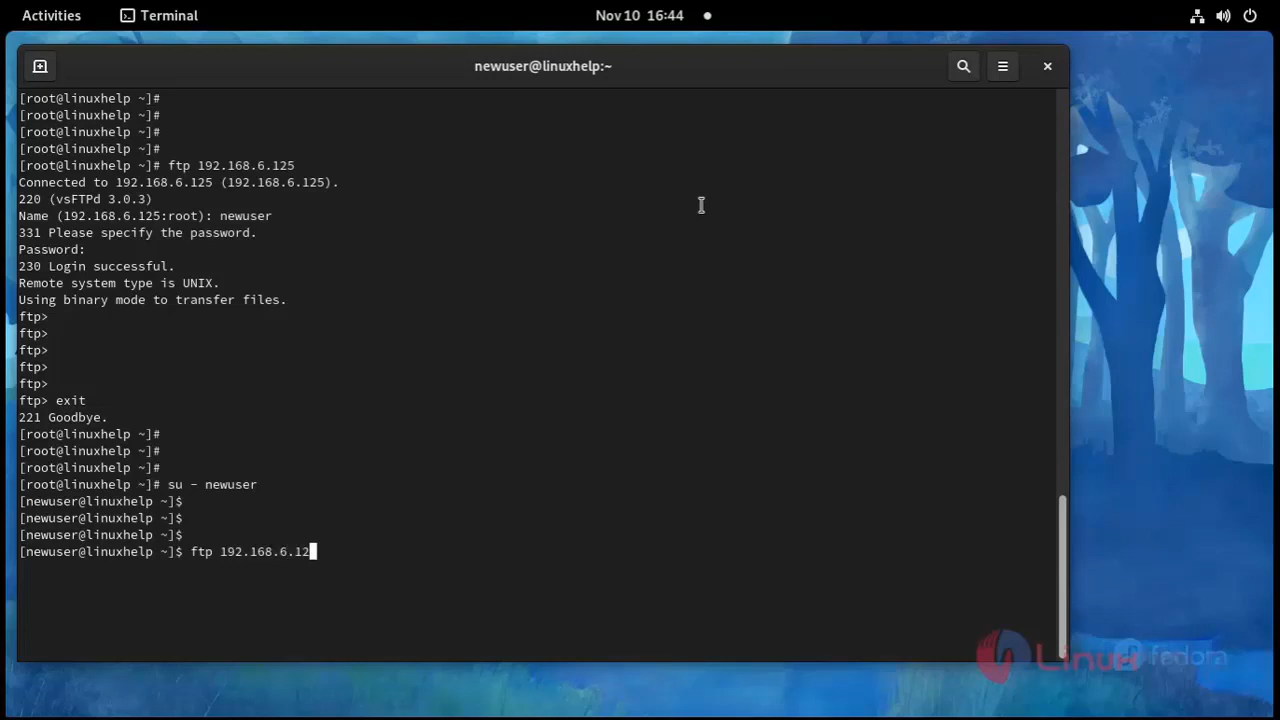 Activities Terminal Nov 10 16:44
newuser@linuxhelp:~
[root@linuxhelp ~]#
[root@linuxhelp ~]#
[root@linuxhelp ~]#
[root@linuxhelp ~]#
[root@linuxhelp ~]# ftp 192.168.6.125
Connected to 192.168.6.125 (192.168.6.125).
220 (vsFTPd 3.0.3)
Name (192.168.6.125:root): newuser
331 Please specify the password.
Password:
230 Login successful.
Remote system type is UNIX.
Using binary mode to transfer files.
ftp>
ftp>
ftp>
ftp>
ftp>
ftp> exit
221 Goodbye.
[root@linuxhelp ~]#
[root@linuxhelp ~]#
[root@linuxhelp ~]#
[root@linuxhelp ~]# su - newuser
[newuser@linuxhelp ~]$
[newuser@linuxhelp ~]$
[newuser@linuxhelp ~]$
[newuser@linuxhelp ~]$ ftp 192.168.6.12
Linux fedora